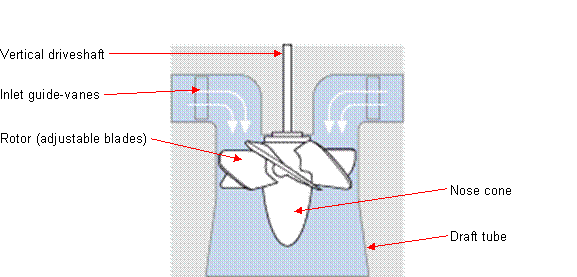 Vertical driveshaft
Inlet guide-vanes
Rotor (adjustable blades)
Nose cone
Draft tube